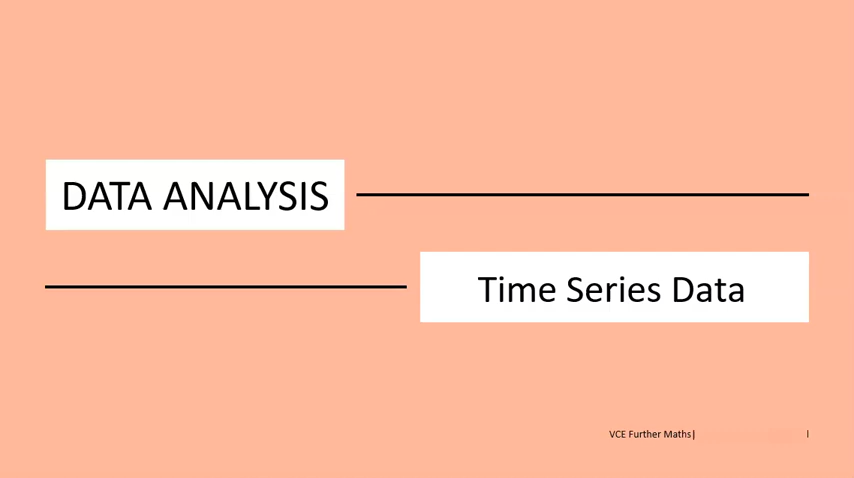 DATA ANALYSIS
Time Series Data
VCE Further Maths| |